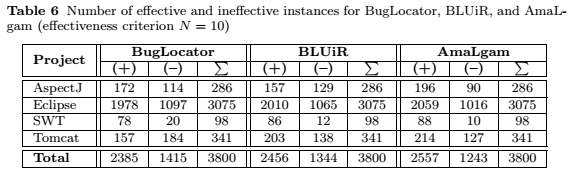 Table 6 Number of effective and ineffective instances for BugLocator, BLUiR, and AmaL-
gam (effectiveness criterion N = 10)
Project BugLocator BLUiR AmaLgam
(+) (−) ∑ (+) (−) ∑ (+) (−) ∑
AspectJ 172 114 286 157 129 286 196 90 286
Eclipse 1978 1097 3075 2010 1065 3075 2059 1016 3075
SWT 78 20 98 86 12 98 88 10 98
Tomcat 157 184 341 203 138 341 214 127 341
Total 2385 1415 3800 2456 1344 3800 2557 1243 3800